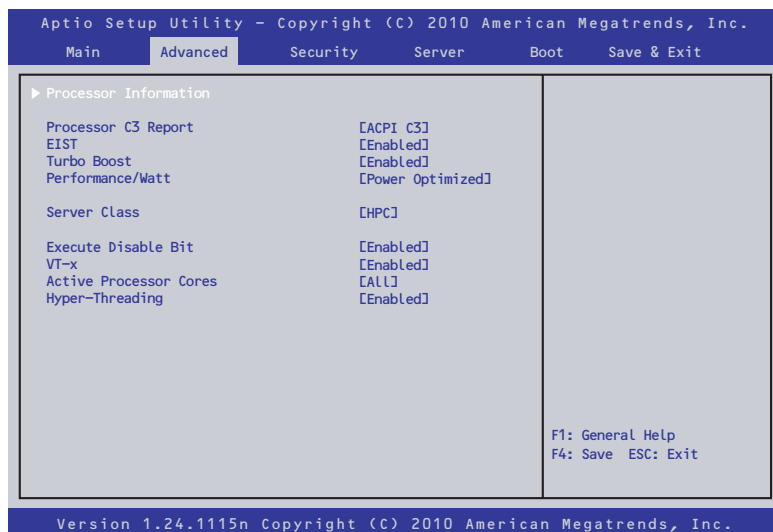 Aptio Setup Utility – Copyright (C) 2010 American Megatrends, Inc.
Main Advanced Security Server Boot Save & Exit
▶ Processor Information
Processor C3 Report [ACPI C3]
EIST [Enabled]
Turbo Boost [Enabled]
Performance/Watt [Power Optimized]
Server Class [HPC]
Execute Disable Bit [Enabled]
VT-x [Enabled]
Active Processor Cores [All]
Hyper-Threading [Enabled]
F1: General Help
F4: Save ESC: Exit
Version 1.24.1115n Copyright (C) 2010 American Megatrends, Inc.